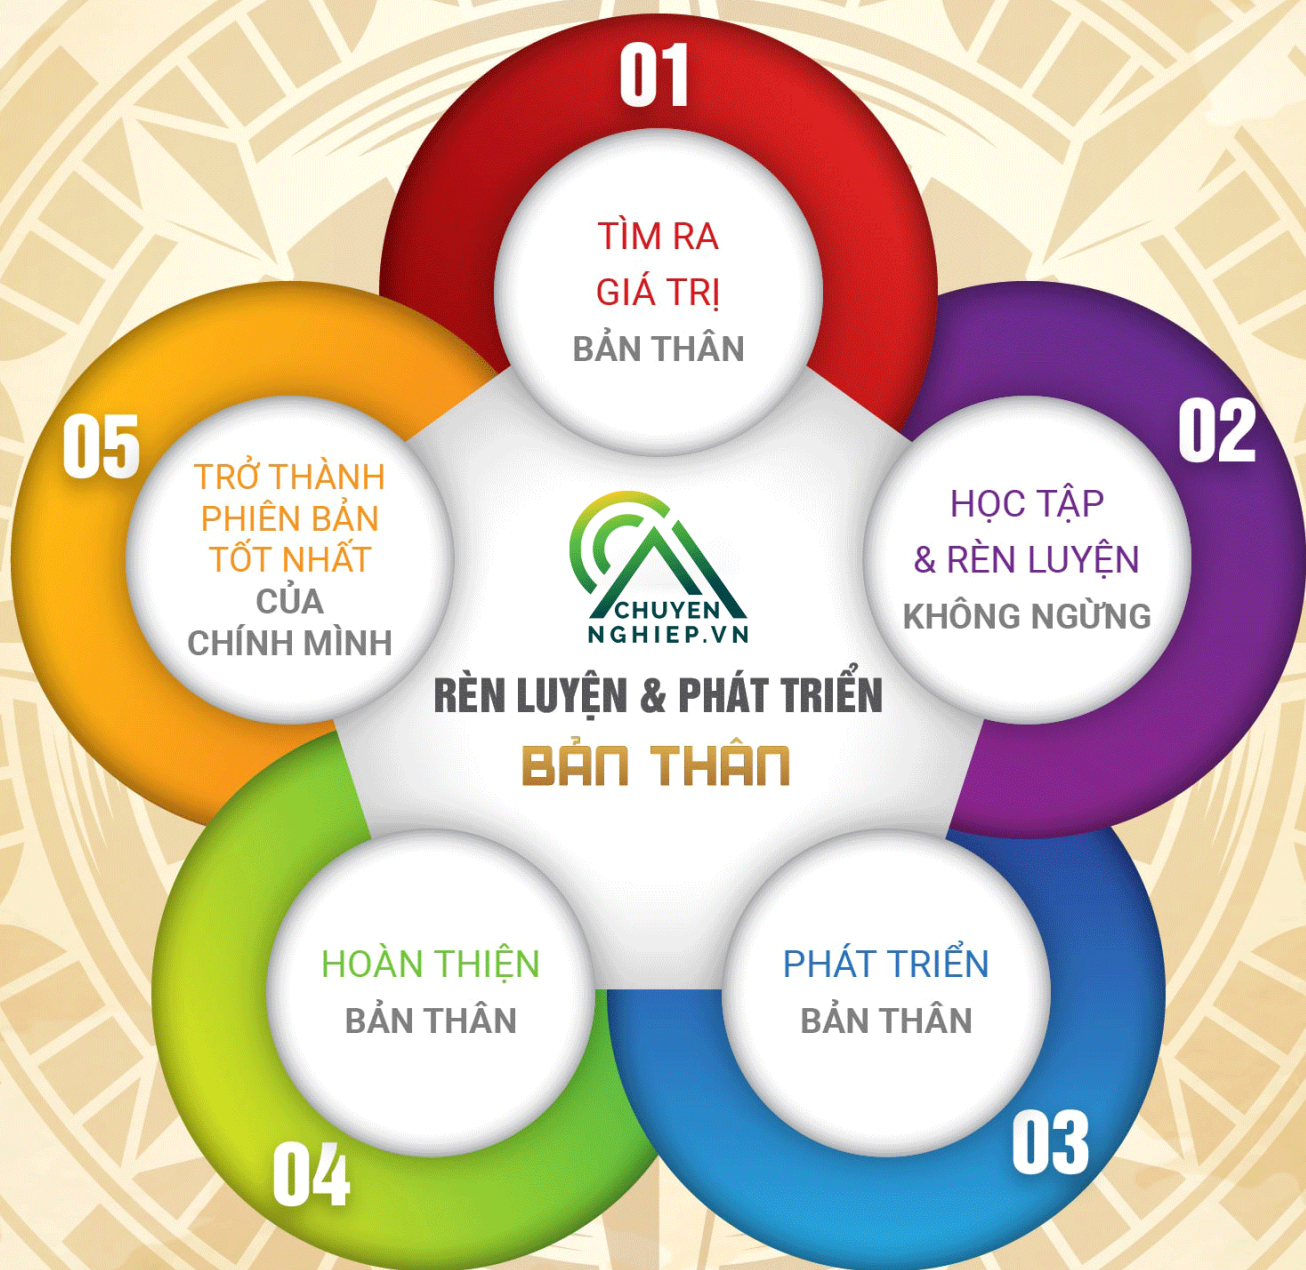 01
TÌM RA
GIÁ TRỊ
BẢN THÂN
02
HỌC TẬP
& RÈN LUYỆN
KHÔNG NGỪNG
03
PHÁT TRIỂN
BẢN THÂN
04
HOÀN THIỆN
BẢN THÂN
05
TRỞ THÀNH
PHIÊN BẢN
TỐT NHẤT
CỦA
CHÍNH MÌNH
CHUYEN
NGHIEP.VN
RÈN LUYỆN & PHÁT TRIỂN
BẢN THÂN